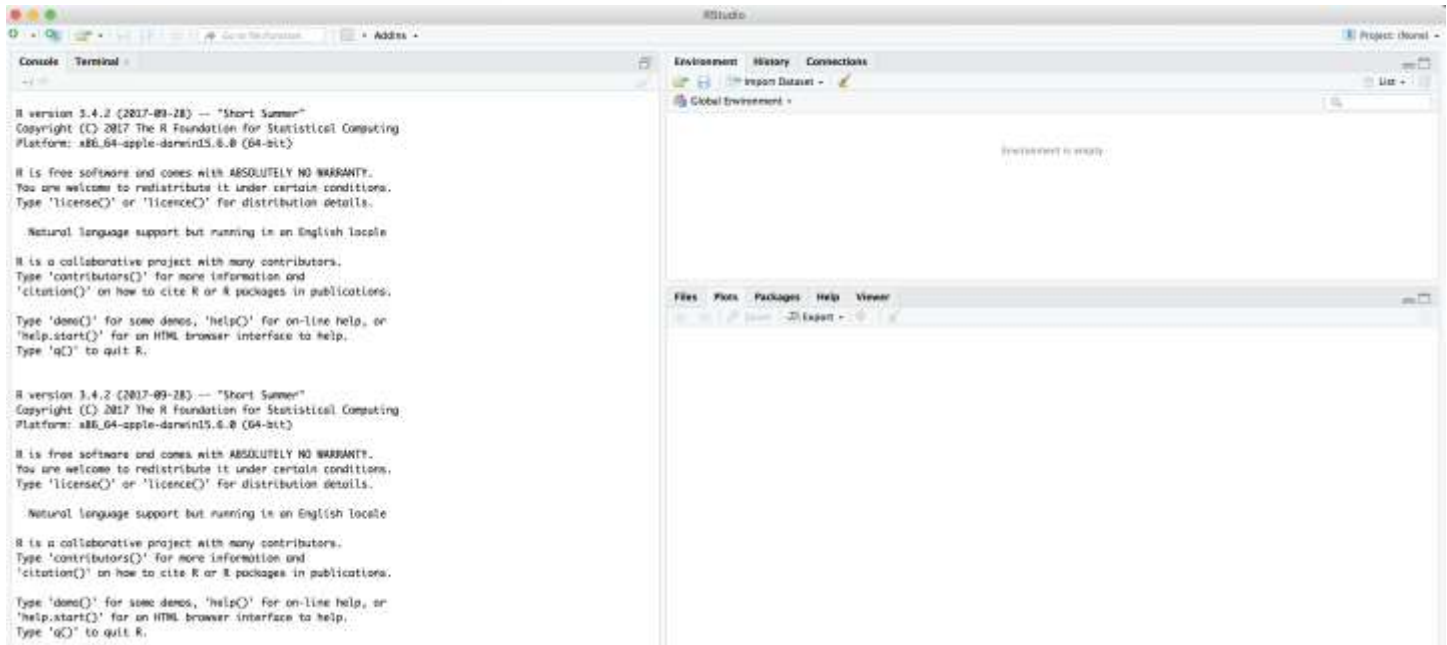 RStudio
Go to file/function
Addins
Project: (None)
Console Terminal
R version 3.4.2 (2017-09-28) -- "Short Summer"
Copyright (C) 2017 The R Foundation for Statistical Computing
Platform: x86_64-apple-darwin15.6.0 (64-bit)
R is free software and comes with ABSOLUTELY NO WARRANTY.
You are welcome to redistribute it under certain conditions.
Type 'license()' or 'licence()' for distribution details.
Natural language support but running in an English locale
R is a collaborative project with many contributors.
Type 'contributors()' for more information and
'citation()' on how to cite R or R packages in publications.
Type 'demo()' for some demos, 'help()' for on-line help, or
'help.start()' for an HTML browser interface to help.
Type 'q()' to quit R.
R version 3.4.2 (2017-09-28) -- "Short Summer"
Copyright (C) 2017 The R Foundation for Statistical Computing
Platform: x86_64-apple-darwin15.6.0 (64-bit)
R is free software and comes with ABSOLUTELY NO WARRANTY.
You are welcome to redistribute it under certain conditions.
Type 'license()' or 'licence()' for distribution details.
Natural language support but running in an English locale
R is a collaborative project with many contributors.
Type 'contributors()' for more information and
'citation()' on how to cite R or R packages in publications.
Type 'demo()' for some demos, 'help()' for on-line help, or
'help.start()' for an HTML browser interface to help.
Type 'q()' to quit R.
Environment History Connections
Import Dataset
List
Global Environment
Environment is empty
Files Plots Packages Help Viewer
Zoom Export